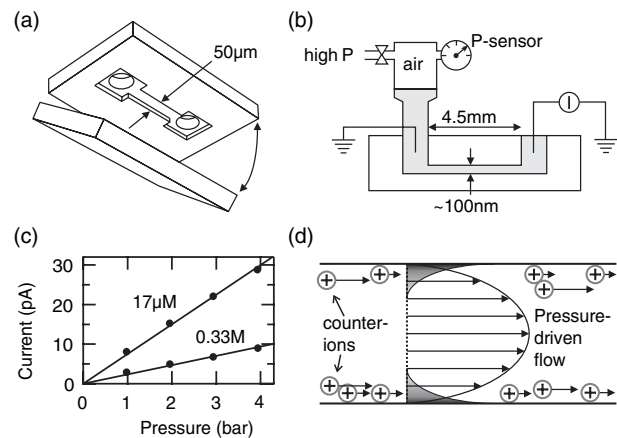 (a)
50µm
(b)
high P
air
P-sensor
4.5mm
I
~100nm
(c)
Current (pA)
30
20
10
0
17µM
0.33M
0
1
2
3
4
Pressure (bar)
(d)
counter-
ions
Pressure-
driven
flow